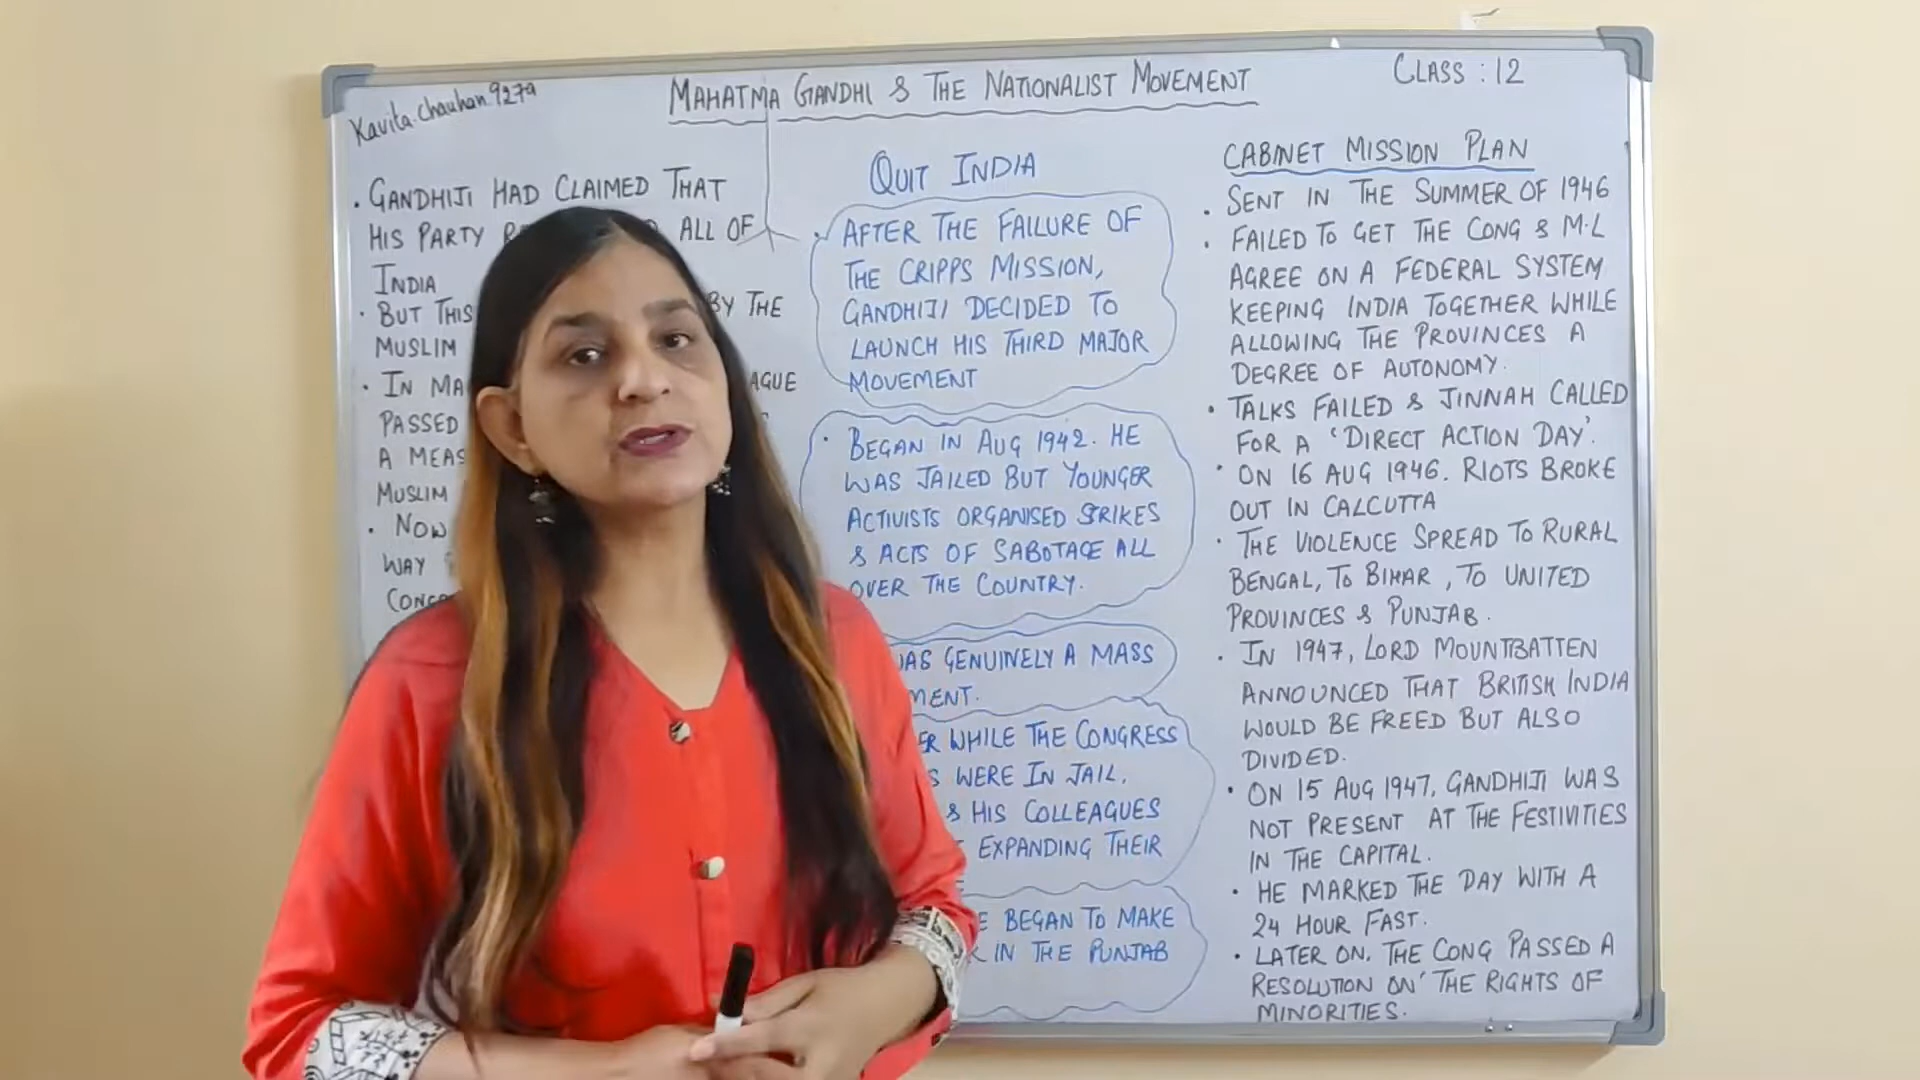 Kavita.Chauhan.9279
MAHATMA GANDHI & THE NATIONALIST MOVEMENT
CLASS : 12
• GANDHIJI HAD CLAIMED THAT
HIS PARTY ALL OF
INDIA
• BUT THIS BY THE
MUSLIM
• IN
PASSED
A
MUSLIM
• NOW
WAY
QUIT INDIA
• AFTER THE FAILURE OF
THE CRIPPS MISSION,
GANDHIJI DECIDED TO
LAUNCH HIS THIRD MAJOR
MOVEMENT
• BEGAN IN AUG 1942. HE
WAS JAILED BUT YOUNGER
ACTIVISTS ORGANISED STRIKES
& ACTS OF SABOTAGE ALL
OVER THE COUNTRY.
GENUINELY A MASS
WHILE THE CONGRESS
WERE IN JAIL,
& HIS COLLEAGUES
EXPANDING THEIR
BEGAN TO MAKE
IN THE PUNJAB
CABINET MISSION PLAN
• SENT IN THE SUMMER OF 1946
• FAILED TO GET THE CONG & M.L
AGREE ON A FEDERAL SYSTEM
KEEPING INDIA TOGETHER WHILE
ALLOWING THE PROVINCES A
DEGREE OF AUTONOMY.
• TALKS FAILED & JINNAH CALLED
FOR A 'DIRECT ACTION DAY'.
• ON 16 AUG 1946. RIOTS BROKE
OUT IN CALCUTTA
• THE VIOLENCE SPREAD TO RURAL
BENGAL, TO BIHAR, TO UNITED
PROVINCES & PUNJAB.
• IN 1947, LORD MOUNTBATTEN
ANNOUNCED THAT BRITISH INDIA
WOULD BE FREED BUT ALSO
DIVIDED.
• ON 15 AUG 1947, GANDHIJI WAS
NOT PRESENT AT THE FESTIVITIES
IN THE CAPITAL.
• HE MARKED THE DAY WITH A
24 HOUR FAST.
• LATER ON. THE CONG PASSED A
RESOLUTION ON 'THE RIGHTS OF
MINORITIES.